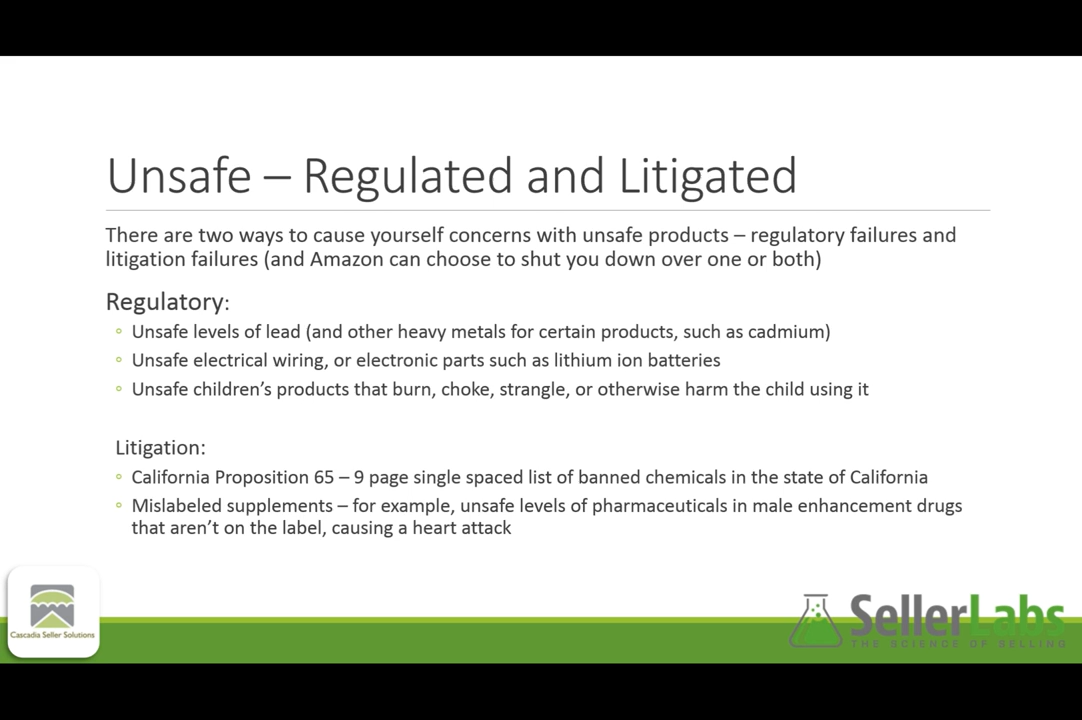 Unsafe – Regulated and Litigated
There are two ways to cause yourself concerns with unsafe products – regulatory failures and
litigation failures (and Amazon can choose to shut you down over one or both)
Regulatory:
◦ Unsafe levels of lead (and other heavy metals for certain products, such as cadmium)
◦ Unsafe electrical wiring, or electronic parts such as lithium ion batteries
◦ Unsafe children’s products that burn, choke, strangle, or otherwise harm the child using it
Litigation:
◦ California Proposition 65 – 9 page single spaced list of banned chemicals in the state of California
◦ Mislabeled supplements – for example, unsafe levels of pharmaceuticals in male enhancement drugs
that aren’t on the label, causing a heart attack
Cascadia Seller Solutions
SellerLabs
THE SCIENCE OF SELLING